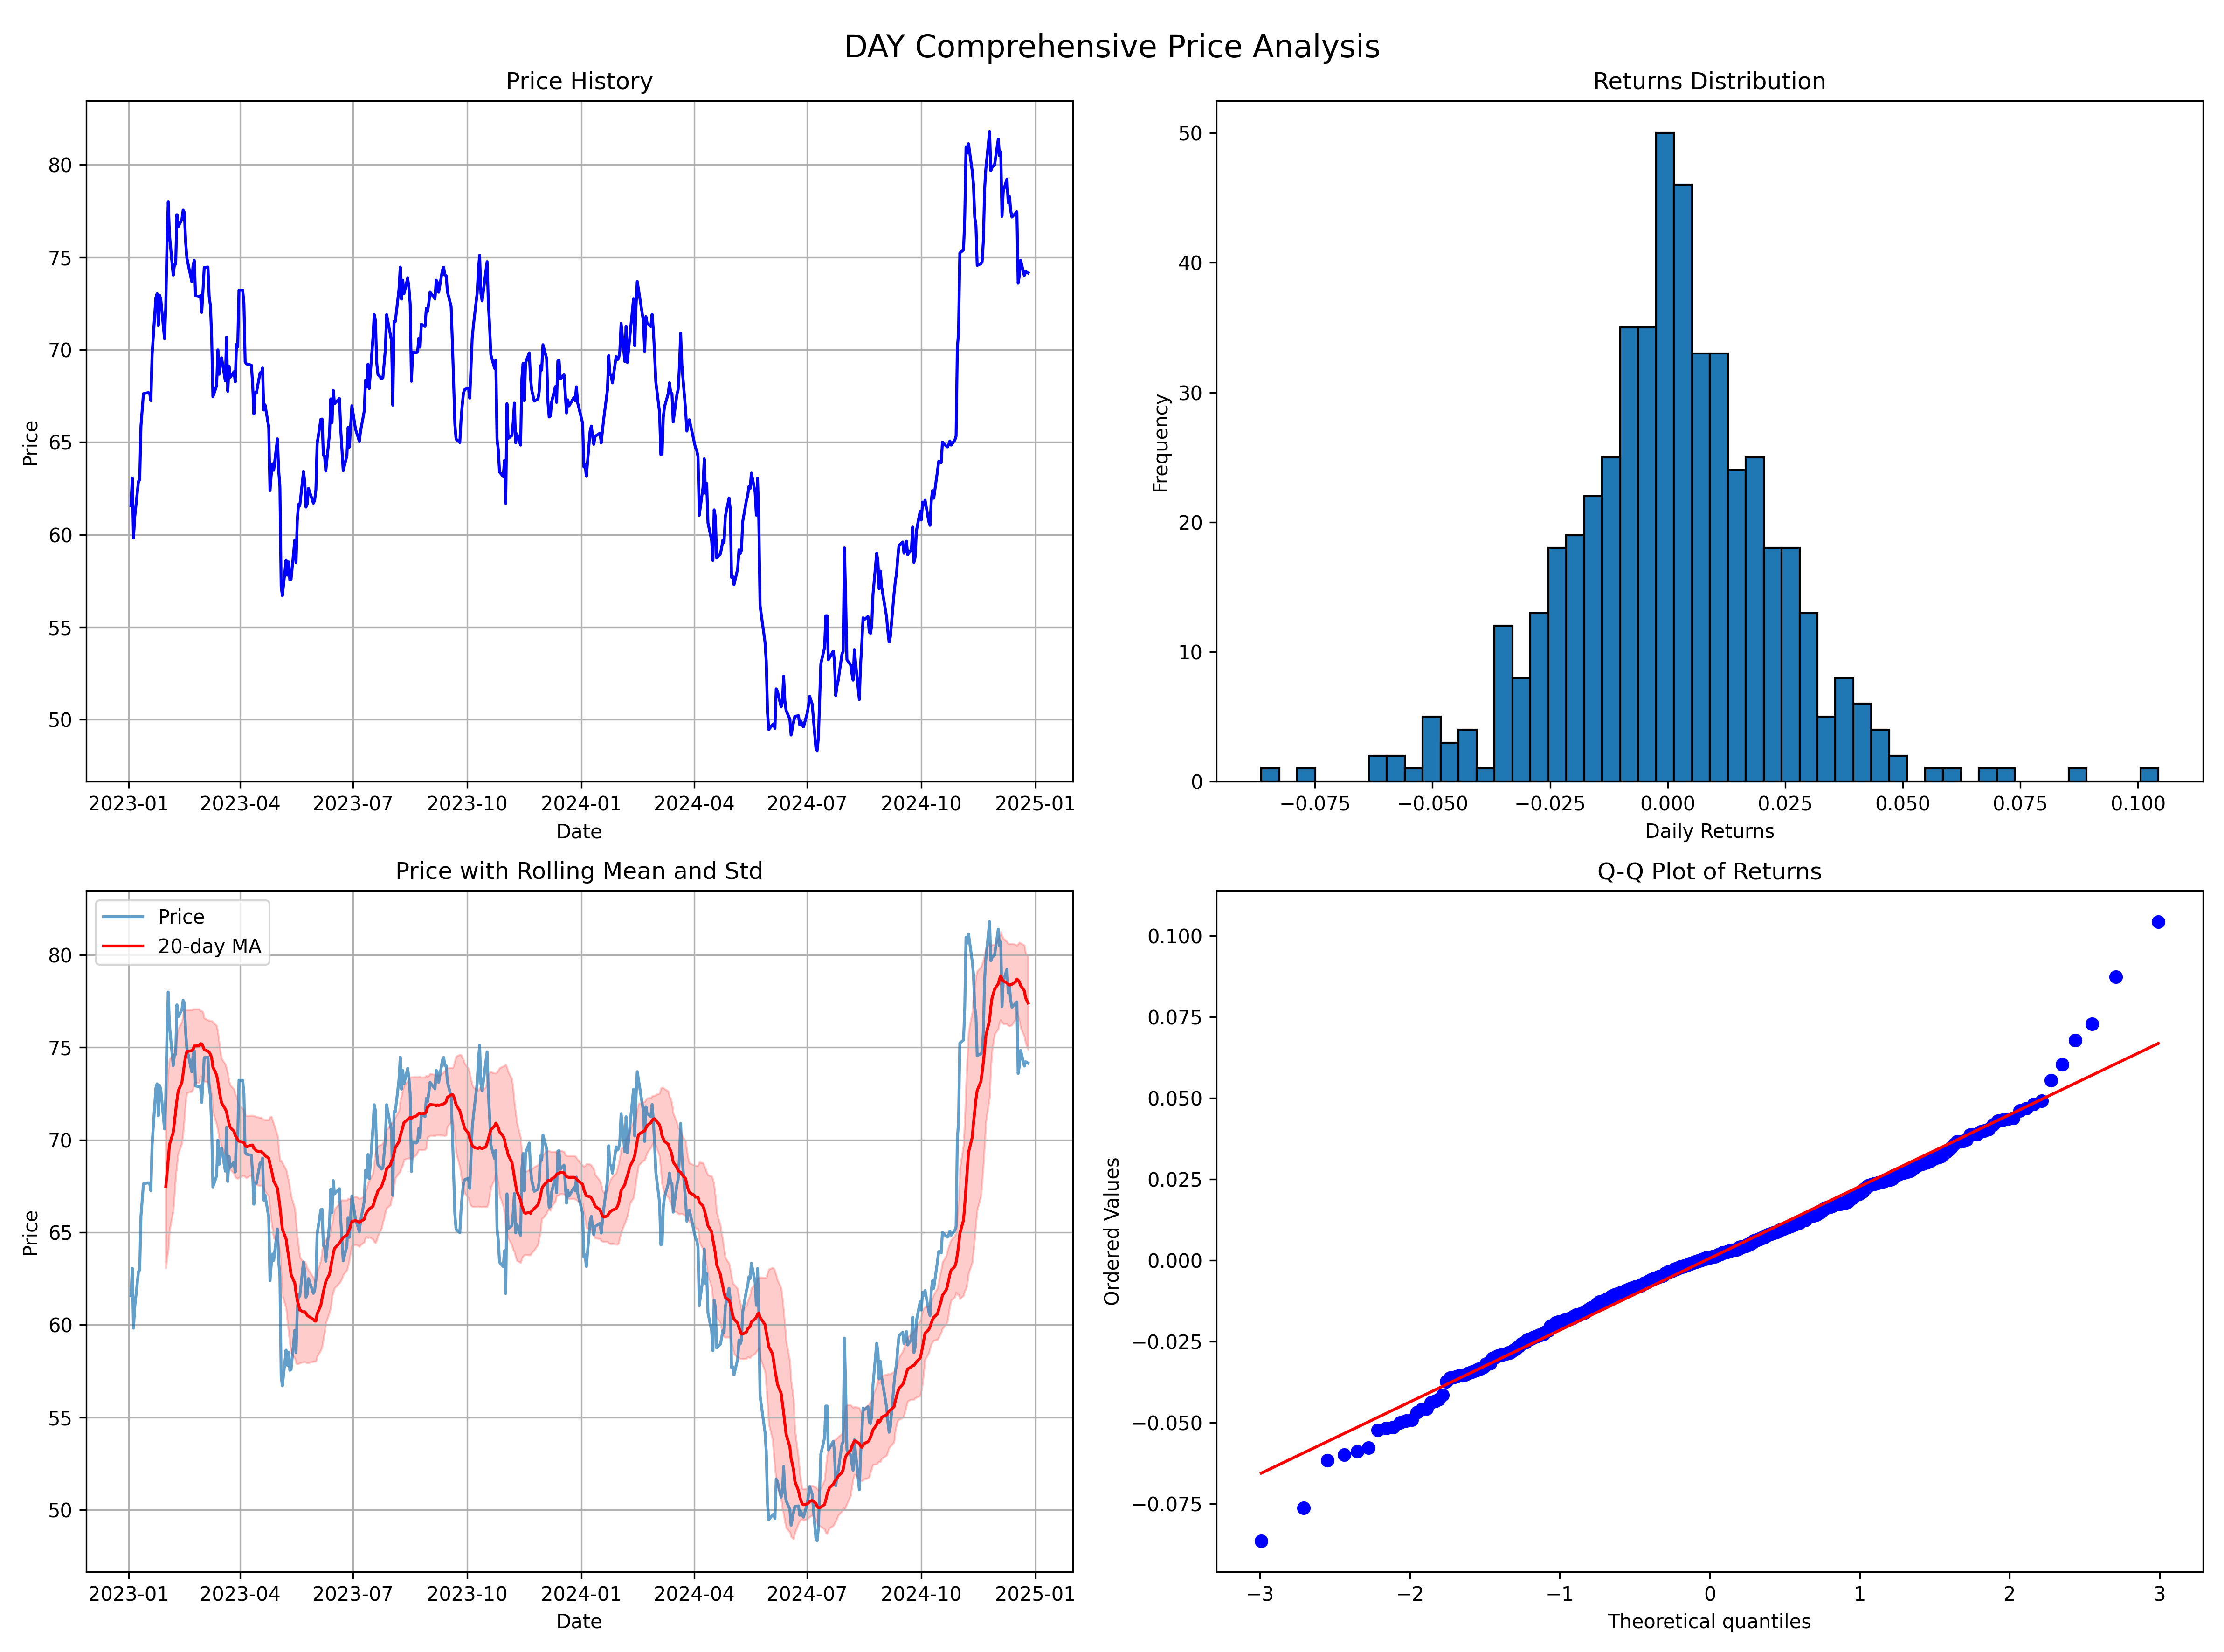 DAY Comprehensive Price Analysis
Price History
Price
80
75
70
65
60
55
50
2023-01 2023-04 2023-07 2023-10 2024-01 2024-04 2024-07 2024-10 2025-01
Date
Returns Distribution
Frequency
50
40
30
20
10
0
−0.075 −0.050 −0.025 0.000 0.025 0.050 0.075 0.100
Daily Returns
Price with Rolling Mean and Std
Price
20-day MA
Price
80
75
70
65
60
55
50
2023-01 2023-04 2023-07 2023-10 2024-01 2024-04 2024-07 2024-10 2025-01
Date
Q-Q Plot of Returns
Ordered Values
0.100
0.075
0.050
0.025
0.000
−0.025
−0.050
−0.075
−3 −2 −1 0 1 2 3
Theoretical quantiles